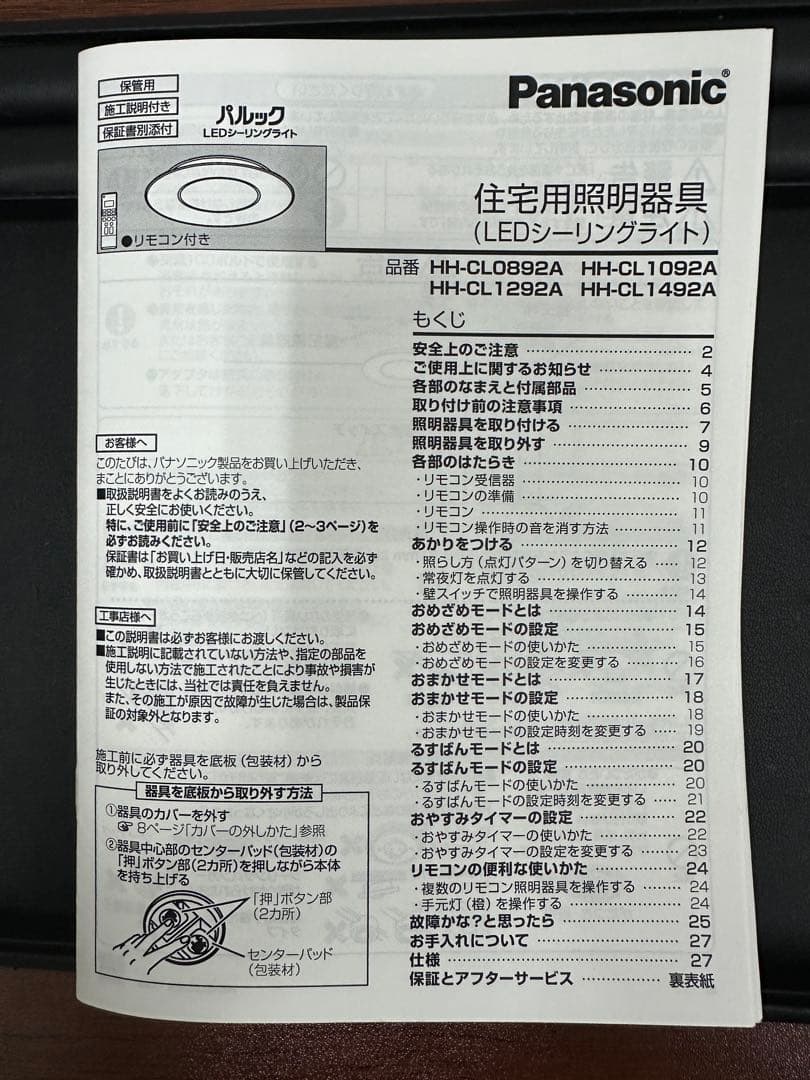 保管用
施工説明付き
保証書別添付
パルック
LEDシーリングライト
●リモコン付き
Panasonic®
住宅用照明器具
(LEDシーリングライト)
品番 HH-CL0892A HH-CL1092A
HH-CL1292A HH-CL1492A
お客様へ
このたびは、パナソニック製品をお買い上げいただき、
まことにありがとうございます。
■取扱説明書をよくお読みのうえ、
正しく安全にお使いください。
特に、ご使用前に「安全上のご注意」(2~3ページ)を
必ずお読みください。
保証書は「お買い上げ日・販売店名」などの記入を必ず
確かめ、取扱説明書とともに大切に保管してください。
工事店様へ
■この説明書は必ずお客様にお渡しください。
■施工説明に記載されていない方法や、指定の部品を
使用しない方法で施工されたことにより事故や損害が
生じたときには、当社では責任を負えません。
また、その施工が原因で故障が生じた場合は、製品保
証の対象外となります。
施工前に必ず器具を底板(包装材)から
取り外してください。
器具を底板から取り外す方法
①器具のカバーを外す
☞ 8ページ「カバーの外しかた」参照
②器具中心部のセンターパッド(包装材)の
「押」ボタン部(2カ所)を押しながら本体
を持ち上げる
「押」ボタン部
(2カ所)
センターパッド
(包装材)
もくじ
安全上のご注意 2
ご使用上に関するお知らせ 4
各部のなまえと付属部品 5
取り付け前の注意事項 6
照明器具を取り付ける 7
照明器具を取り外す 9
各部のはたらき 10
・リモコン受信器 10
・リモコンの準備 10
・リモコン 11
・リモコン操作時の音を消す方法 11
あかりをつける 12
・照らし方(点灯パターン)を切り替える 12
・常夜灯を点灯する 13
・壁スイッチで照明器具を操作する 14
おめざめモードとは 14
おめざめモードの設定 15
・おめざめモードの使いかた 15
・おめざめモードの設定を変更する 16
おまかせモードとは 17
おまかせモードの設定 18
・おまかせモードの使いかた 18
・おまかせモードの設定時刻を変更する 19
るすばんモードとは 20
るすばんモードの設定 20
・るすばんモードの使いかた 20
・るすばんモードの設定時刻を変更する 21
おやすみタイマーの設定 22
・おやすみタイマーの使いかた 22
・おやすみタイマーの設定を変更する 23
リモコンの便利な使いかた 24
・複数のリモコン照明器具を操作する 24
・手元灯(橙)を操作する 24
故障かな?と思ったら 25
お手入れについて 27
仕様 27
保証とアフターサービス 裏表紙